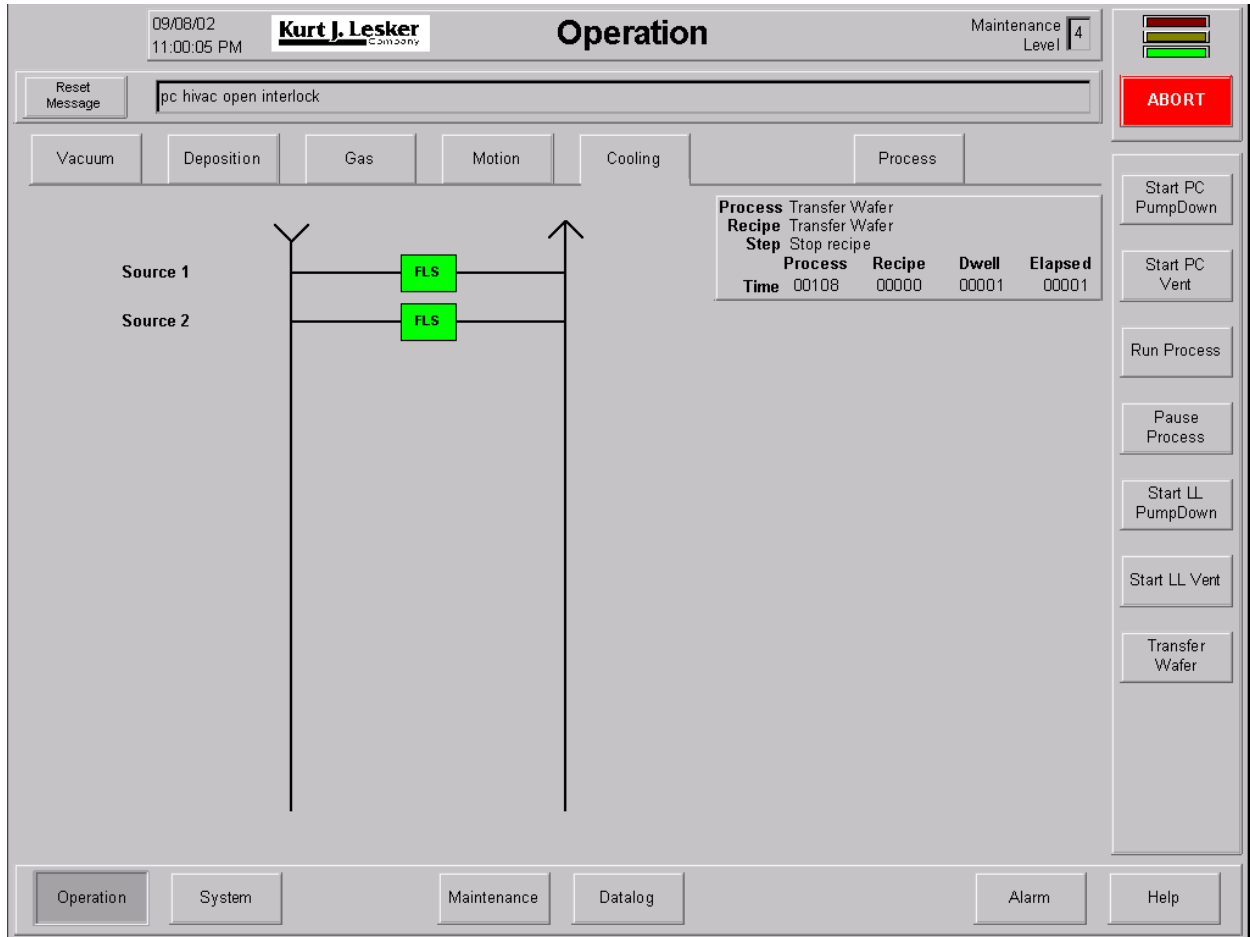 09/08/02
11:00:05 PM
Kurt J. Lesker
Company
Operation
Maintenance
Level 4
Reset
Message
pc hivac open interlock
ABORT
Vacuum
Deposition
Gas
Motion
Cooling
Process
Process Transfer Wafer
Recipe Transfer Wafer
Step Stop recipe
Process Recipe Dwell Elapsed
Time 00108 00000 00001 00001
Source 1
FLS
Source 2
FLS
Start PC
PumpDown
Start PC
Vent
Run Process
Pause
Process
Start LL
PumpDown
Start LL Vent
Transfer
Wafer
Operation
System
Maintenance
Datalog
Alarm
Help